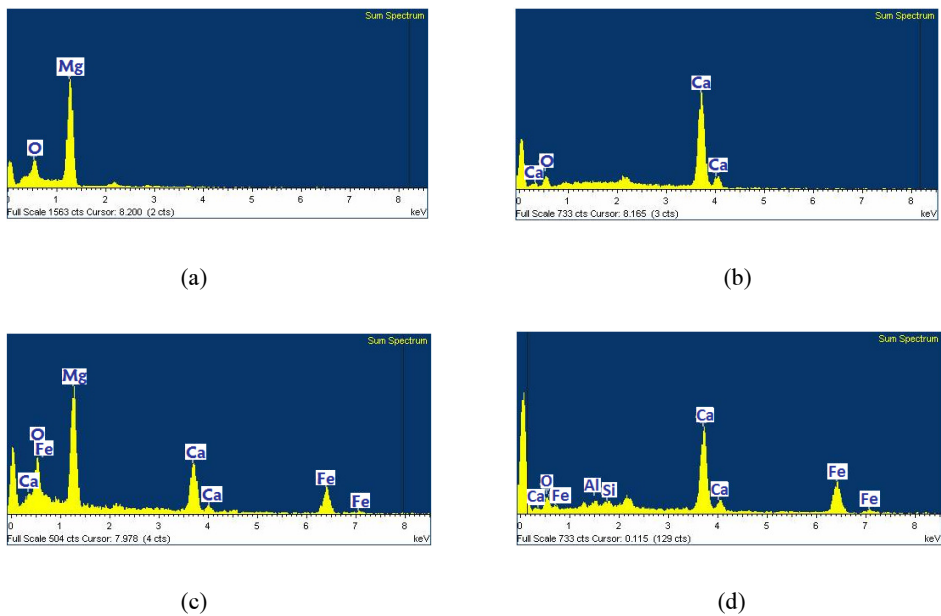 Sum Spectrum
Mg
O
0 1 2 3 4 5 6 7 8
Full Scale 1563 cts Cursor: 8.200 (2 cts) keV
(a)
Sum Spectrum
Ca
Ca O Ca
0 1 2 3 4 5 6 7 8
Full Scale 733 cts Cursor: 8.165 (3 cts) keV
(b)
Sum Spectrum
Mg
O
Fe
Ca
Ca
Ca
Fe
Fe
0 1 2 3 4 5 6 7 8
Full Scale 504 cts Cursor: 7.978 (4 cts) keV
(c)
Sum Spectrum
Ca
Fe
O Al
Ca Fe Si Ca Fe
0 1 2 3 4 5 6 7 8
Full Scale 733 cts Cursor: 0.115 (129 cts) keV
(d)